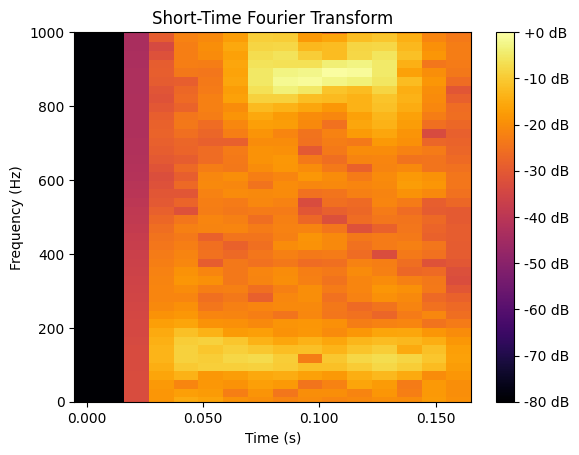 Short-Time Fourier Transform
1000
800
600
400
200
0
Frequency (Hz)
0.000
0.050
0.100
0.150
Time (s)
+0 dB
-10 dB
-20 dB
-30 dB
-40 dB
-50 dB
-60 dB
-70 dB
-80 dB